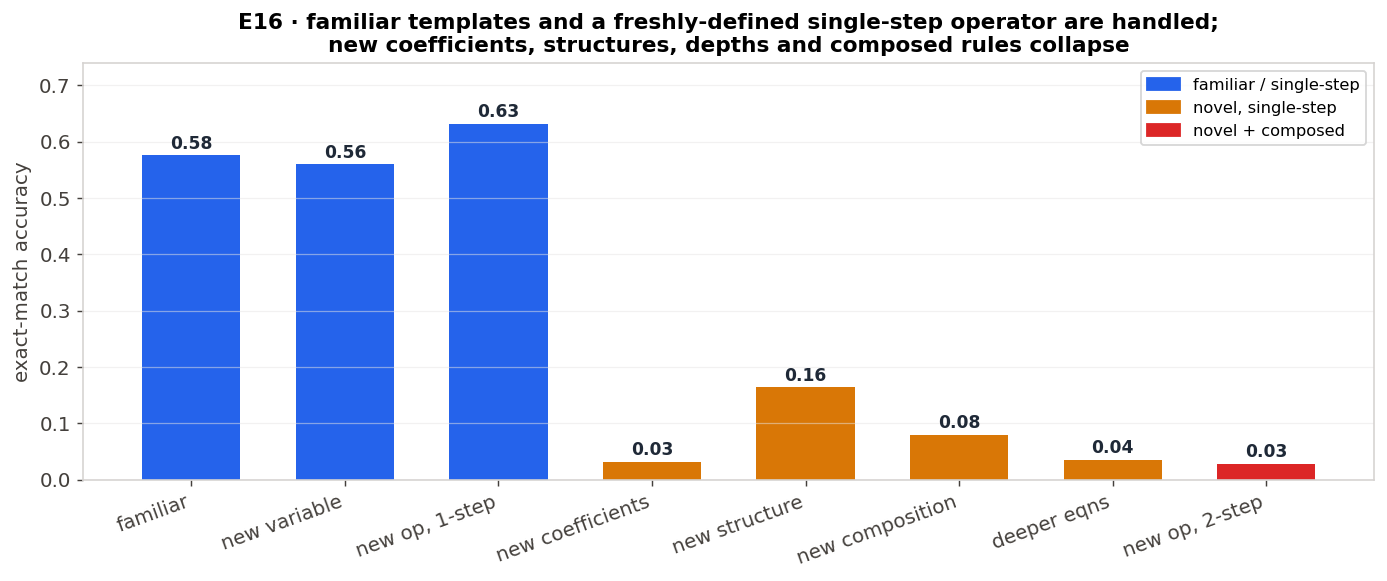 E16 · familiar templates and a freshly-defined single-step operator are handled;
new coefficients, structures, depths and composed rules collapse
exact-match accuracy
0.7
0.6
0.5
0.4
0.3
0.2
0.1
0.0
0.58
0.56
0.63
0.03
0.16
0.08
0.04
0.03
familiar / single-step
novel, single-step
novel + composed
familiar
new variable
new op, 1-step
new coefficients
new structure
new composition
deeper eqns
new op, 2-step